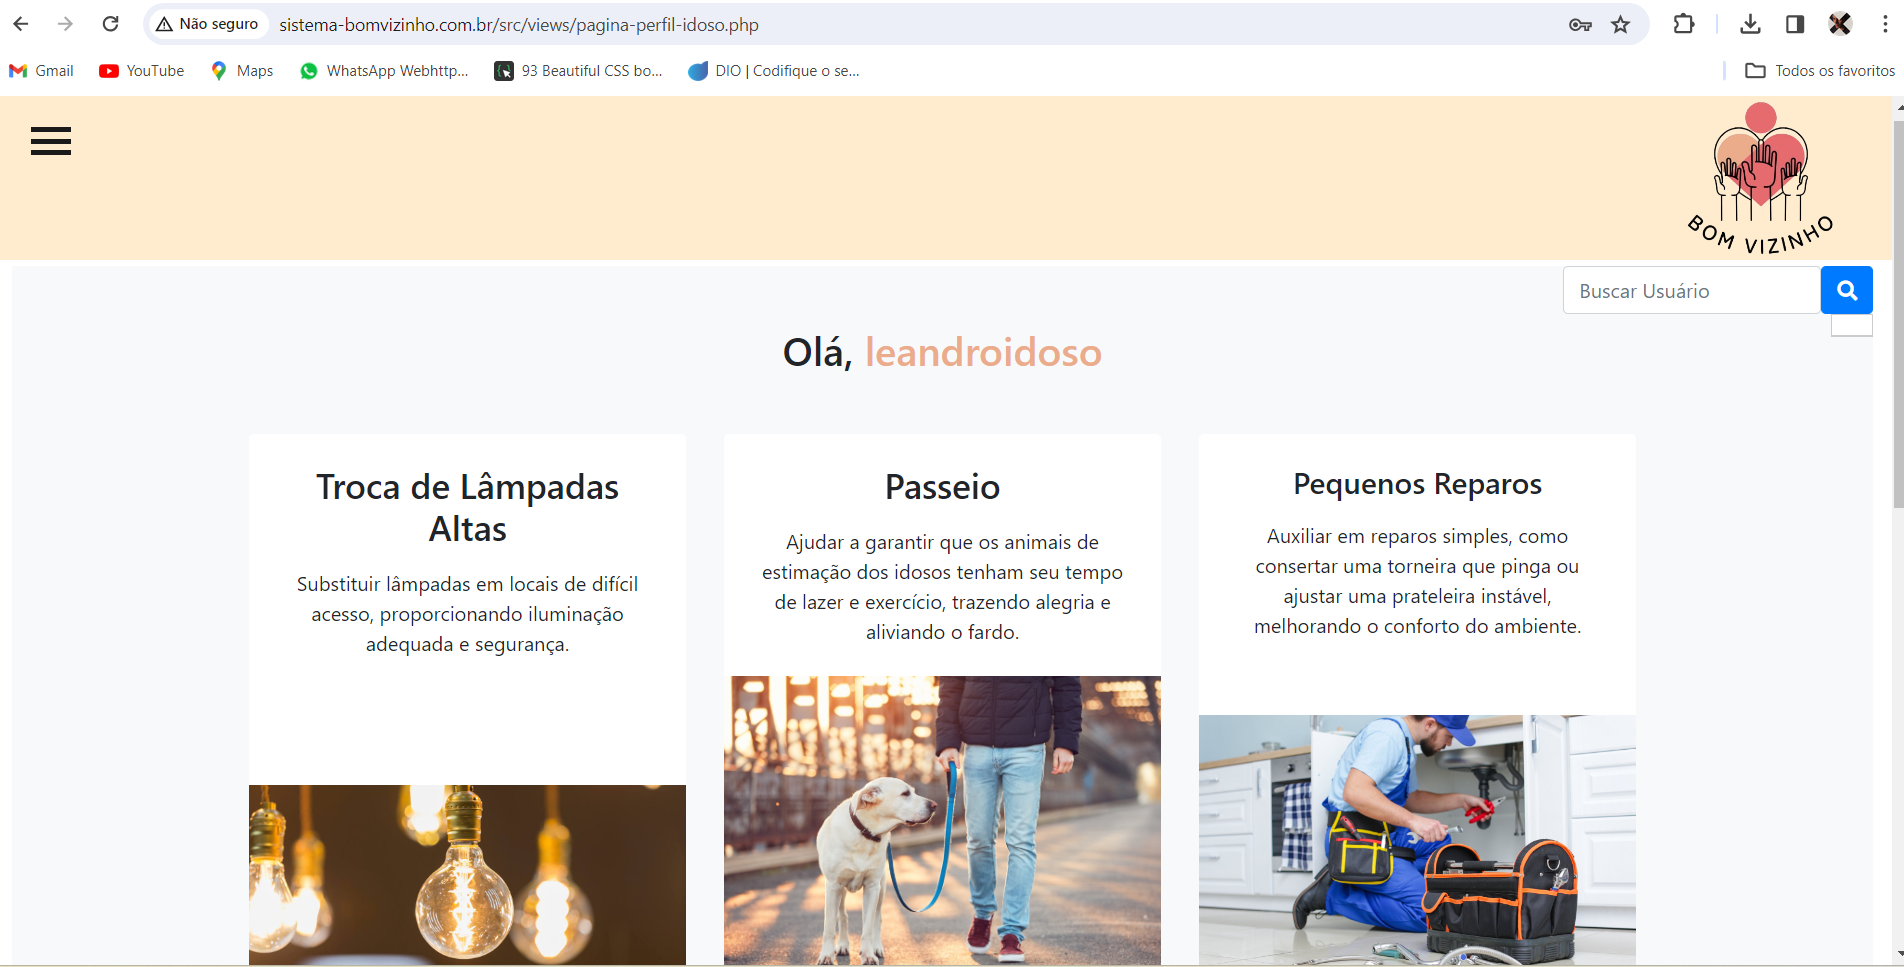 Não seguro
sistema-bomvizinho.com.br/src/views/pagina-perfil-idoso.php
Gmail
YouTube
Maps
WhatsApp Webhttp...
93 Beautiful CSS bo...
DIO | Codifique o se...
Todos os favoritos
BOM VIZINHO
Buscar Usuário
Olá, leandroidoso
Troca de Lâmpadas
Altas
Substituir lâmpadas em locais de difícil
acesso, proporcionando iluminação
adequada e segurança.
Passeio
Ajudar a garantir que os animais de
estimação dos idosos tenham seu tempo
de lazer e exercício, trazendo alegria e
aliviando o fardo.
Pequenos Reparos
Auxiliar em reparos simples, como
consertar uma torneira que pinga ou
ajustar uma prateleira instável,
melhorando o conforto do ambiente.